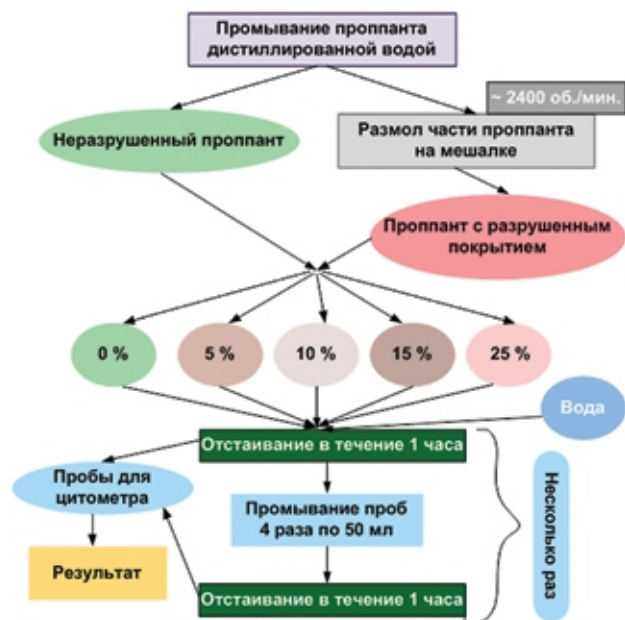 Промывание проппанта
дистиллированной водой
~ 2400 об./мин.
Неразрушенный проппант
Размол части проппанта
на мешалке
Проппант с разрушенным
покрытием
0 %
5 %
10 %
15 %
25 %
Вода
Отстаивание в течение 1 часа
Пробы для
цитометра
Промывание проб
4 раза по 50 мл
Несколько раз
Результат
Отстаивание в течение 1 часа